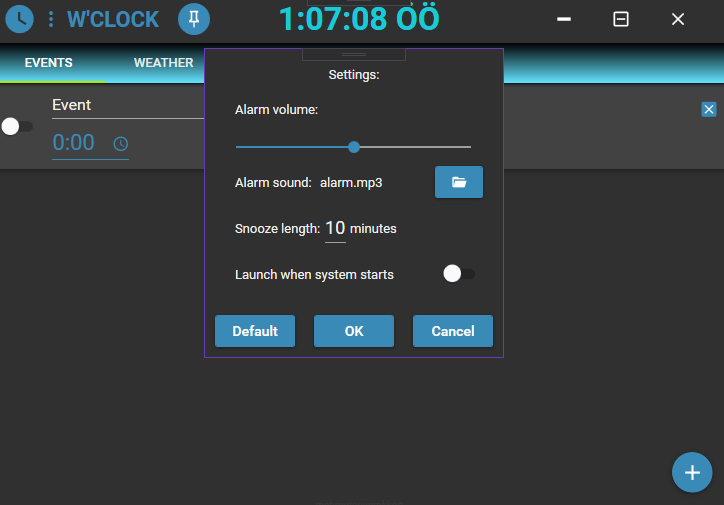 W'CLOCK
1:07:08 ÖÖ
EVENTS
WEATHER
Settings:
Event
Alarm volume:
0:00
Alarm sound: alarm.mp3
Snooze length: 10 minutes
Launch when system starts
Default
OK
Cancel